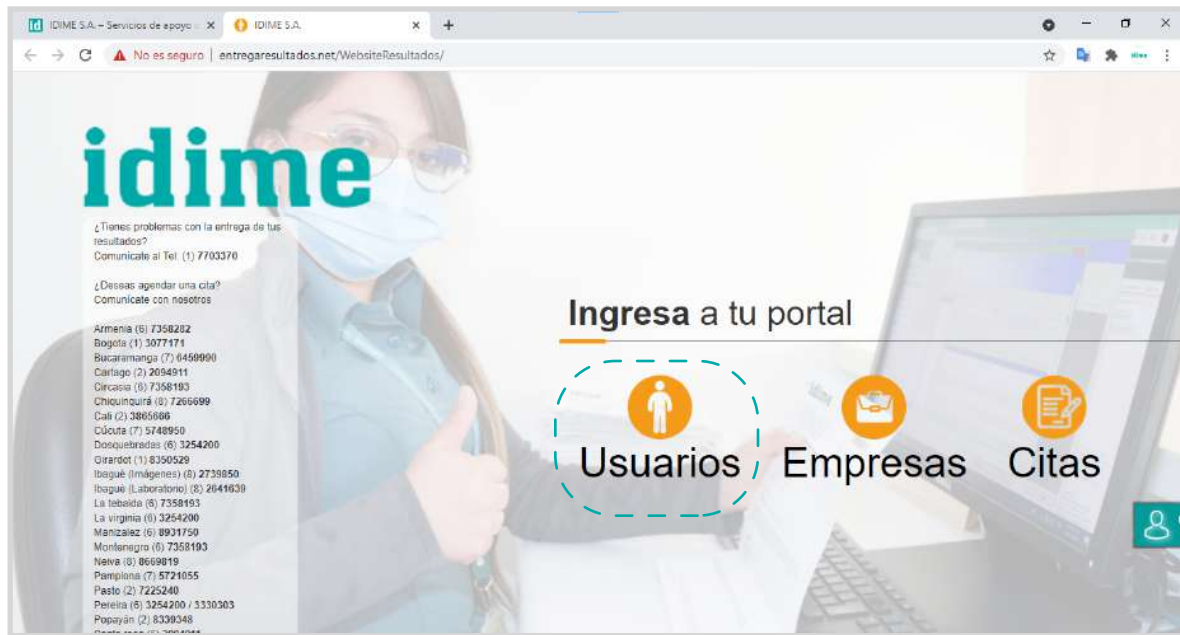 IDIME S.A. – Servicios de apoyo
IDIME S.A.
No es seguro | entregaresultados.net/WebsiteResultados/
idime
¿Tienes problemas con la entrega de tus
resultados?
Comunicate al Tel: (1) 7703370
¿Deseas agendar una cita?
Comunicate con nosotros
Armenia (6) 7358282
Bogota (1) 3077171
Bucaramanga (7) 6459990
Cartago (2) 2094911
Circasia (6) 7358193
Chiquinquirá (8) 7266699
Cali (2) 3865666
Cúcuta (7) 5748950
Dosquebradas (6) 3254200
Girardot (1) 8350529
Ibagué (Imágenes) (8) 2739850
Ibagué (Laboratorio) (8) 2641639
La tebaida (6) 7358193
La virginia (6) 3254200
Manizalez (6) 8931750
Montenegro (6) 7358193
Neiva (8) 8669819
Pamplona (7) 5721055
Pasto (2) 7225240
Pereira (6) 3254200 / 3330303
Popayán (2) 8339348
Ingresa a tu portal
Usuarios
Empresas
Citas